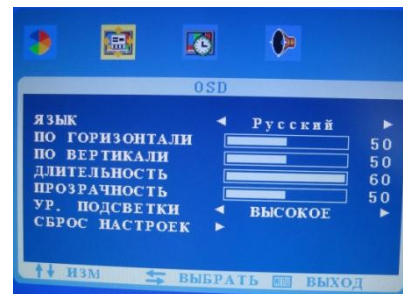 OSD
ЯЗЫК Русский
ПО ГОРИЗОНТАЛИ 50
ПО ВЕРТИКАЛИ 50
ДЛИТЕЛЬНОСТЬ 60
ПРОЗРАЧНОСТЬ 50
УР. ПОДСВЕТКИ ВЫСОКОЕ
СБРОС НАСТРОЕК
ИЗМ ВЫБРАТЬ MENU ВЫХОД